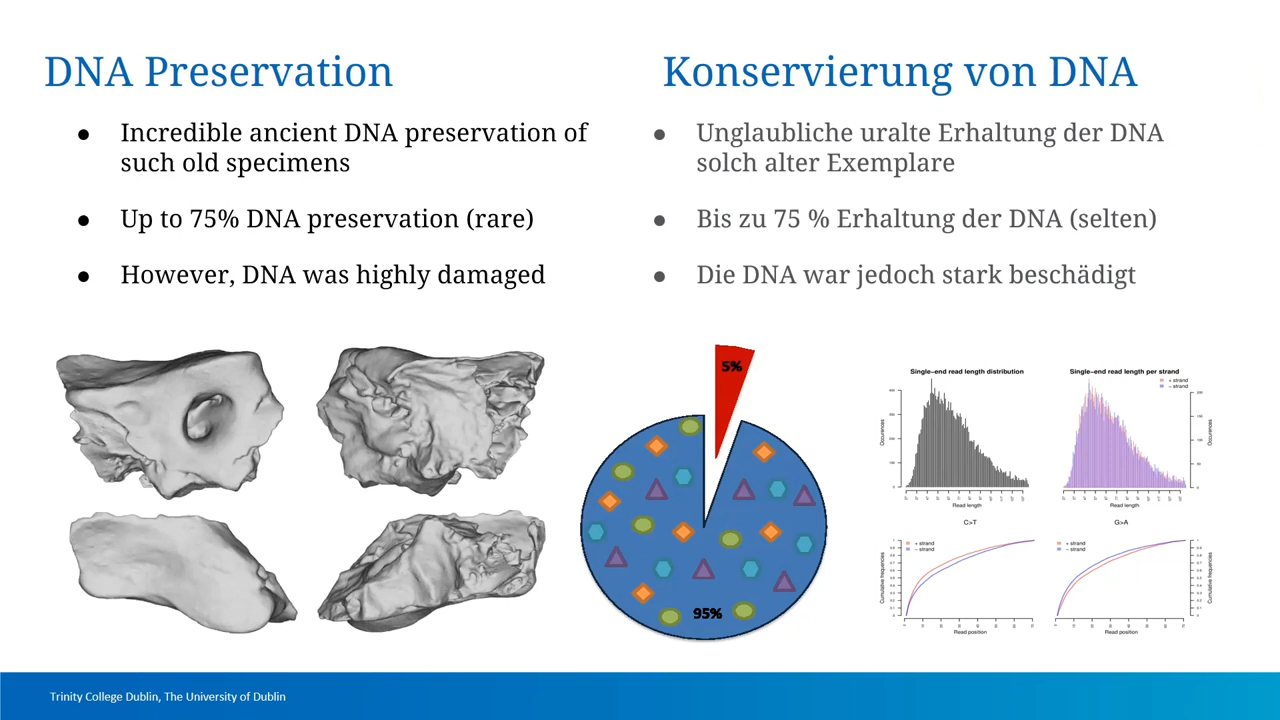 DNA Preservation
Incredible ancient DNA preservation of
such old specimens
Up to 75% DNA preservation (rare)
However, DNA was highly damaged
Konservierung von DNA
Unglaubliche uralte Erhaltung der DNA
solch alter Exemplare
Bis zu 75 % Erhaltung der DNA (selten)
Die DNA war jedoch stark beschädigt
5%
95%
Single-end read length distribution
Occurences
Read length
Single-end read length per strand
+ strand
- strand
Occurences
Read length
C>T
+ strand
- strand
Cumulative frequencies
Read position
G>A
+ strand
- strand
Cumulative frequencies
Read position
Trinity College Dublin, The University of Dublin